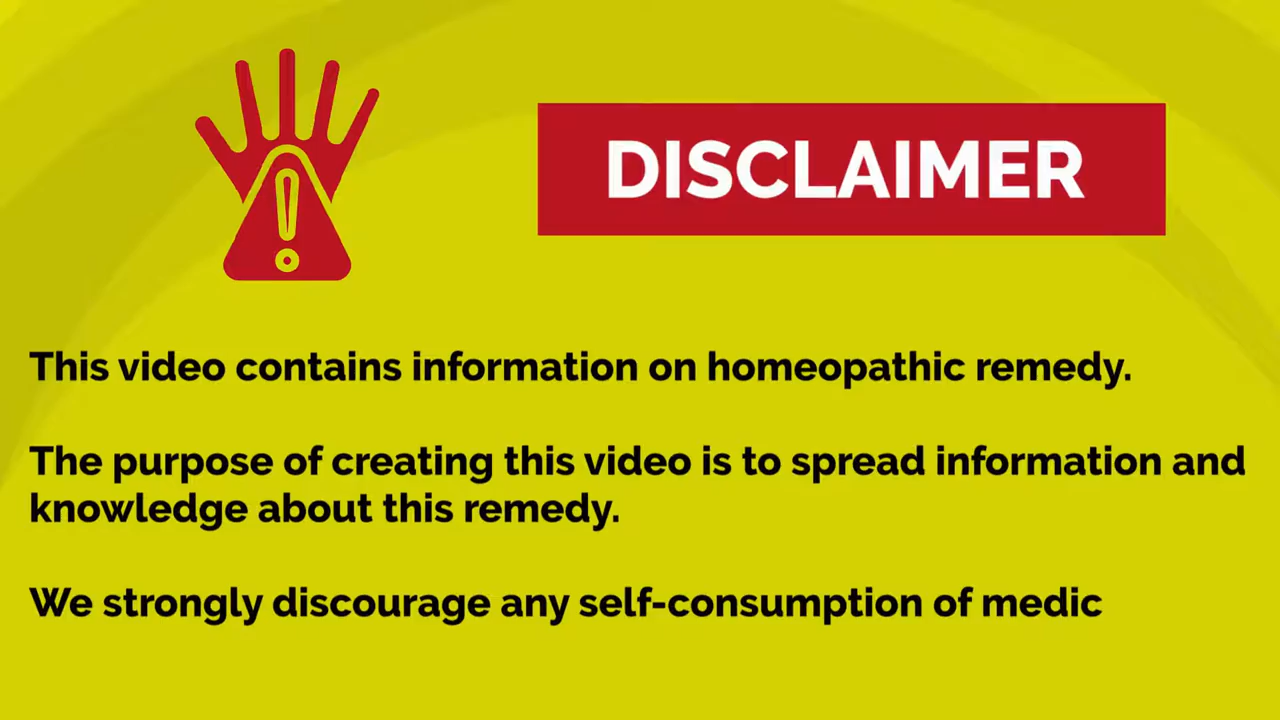 DISCLAIMER
This video contains information on homeopathic remedy.
The purpose of creating this video is to spread information and
knowledge about this remedy.
We strongly discourage any self-consumption of medic